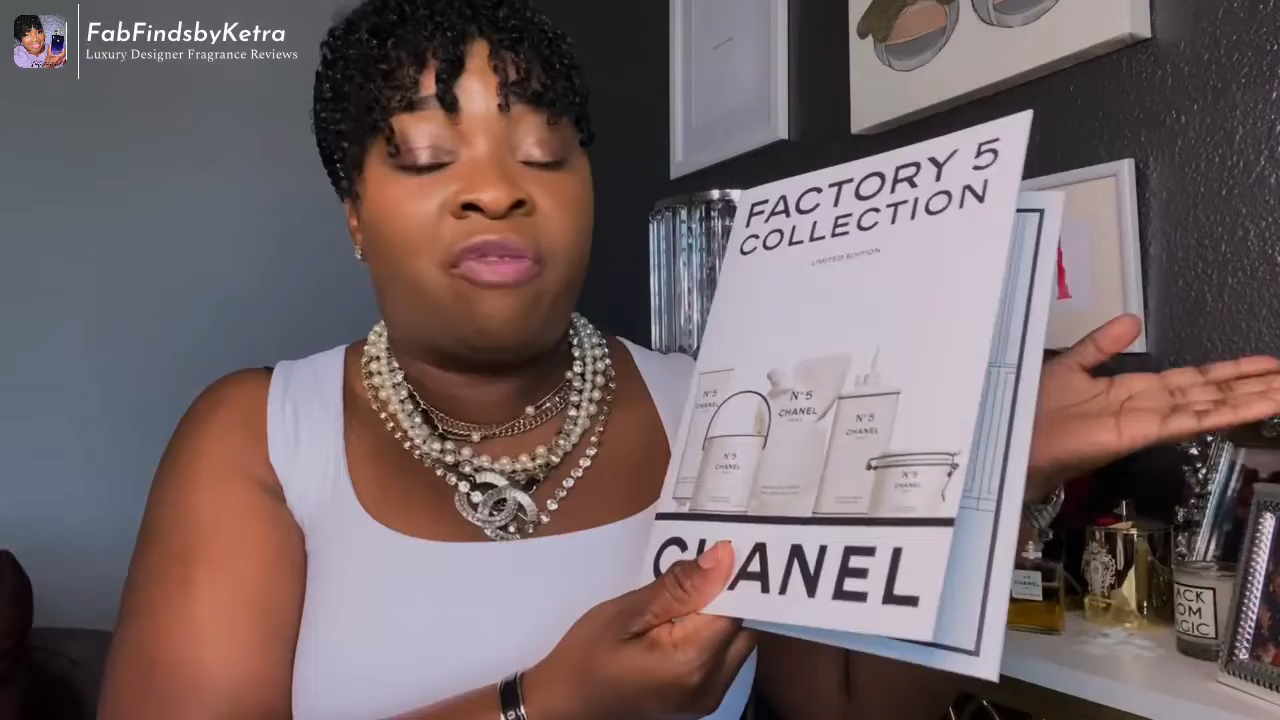 FabFindsbyKetra
Luxury Designer Fragrance Reviews
FACTORY 5
COLLECTION
LIMITED EDITION
N°5
CHANEL
N°5
CHANEL
N°5
CHANEL
N°5
CHANEL
N°5
CHANEL
CHANEL
CHANEL